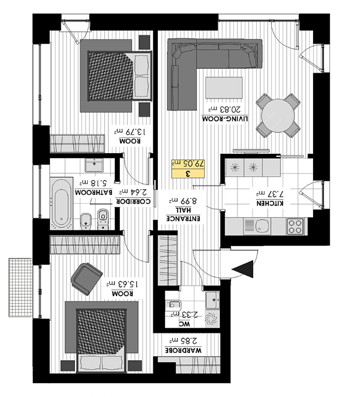 WARDROBE
2.85 m²
WC
2.33 m²
ROOM
15.63 m²
ENTRANCE
HALL
8.99 m²
KITCHEN
7.37 m²
CORRIDOR
2.64 m²
BATHROOM
5.18 m²
3
79.05 m²
ROOM
13.79 m²
LIVING-ROOM
20.83 m²